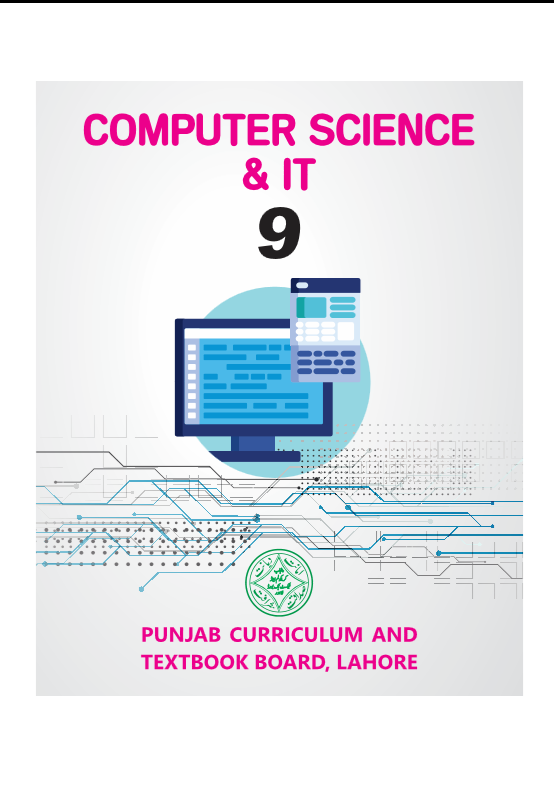 COMPUTER SCIENCE
& IT
9
PUNJAB CURRICULUM AND
TEXTBOOK BOARD, LAHORE